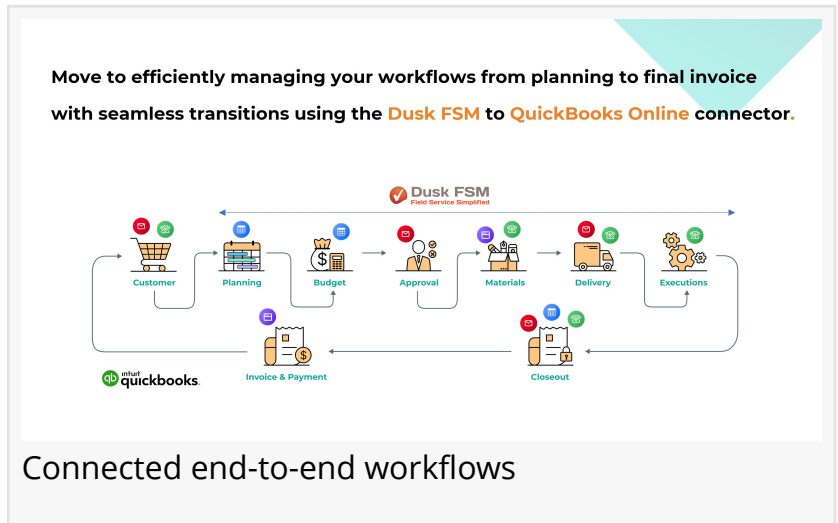 Move to efficiently managing your workflows from planning to final invoice
with seamless transitions using the Dusk FSM to QuickBooks Online connector.
Dusk FSM
Field Service Simplified
Customer
Planning
Budget
Approval
Materials
Delivery
Executions
Invoice & Payment
Closeout
qb intuit quickbooks.
Connected end-to-end workflows